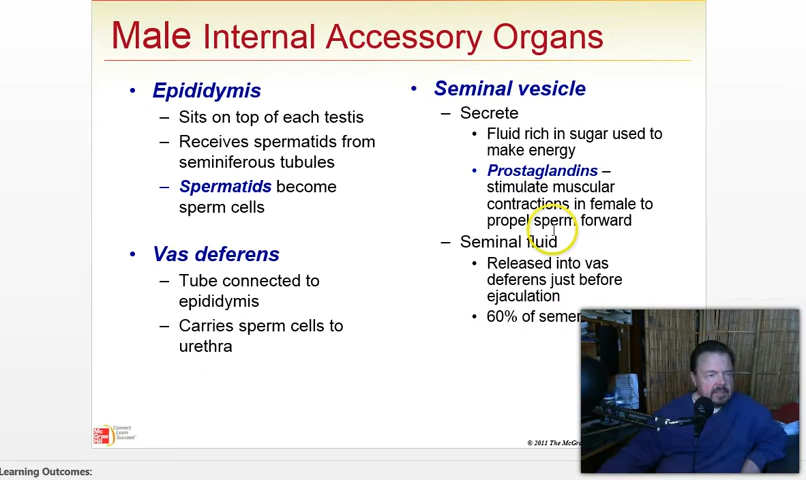 Male Internal Accessory Organs
• Epididymis
– Sits on top of each testis
– Receives spermatids from
seminiferous tubules
– Spermatids become
sperm cells
• Vas deferens
– Tube connected to
epididymis
– Carries sperm cells to
urethra
• Seminal vesicle
– Secrete
• Fluid rich in sugar used to
make energy
• Prostaglandins –
stimulate muscular
contractions in female to
propel sperm forward
– Seminal fluid
• Released into vas
deferens just before
ejaculation
• 60% of semen
Connect
Learn
Succeed
© 2011 The McGra
Learning Outcomes: